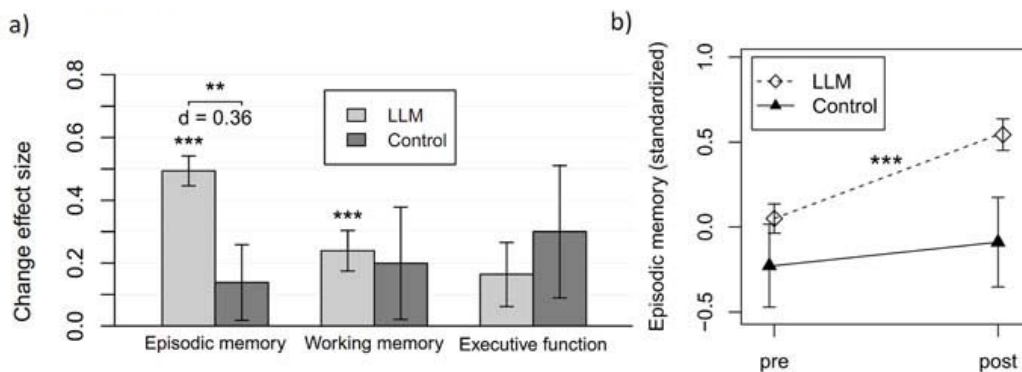 a)
Change effect size
0.0
0.2
0.4
0.6
0.8
**
d = 0.36
***
***
LLM
Control
Episodic memory
Working memory
Executive function
b)
Episodic memory (standardized)
−0.5
0.0
0.5
1.0
LLM
Control
***
pre
post